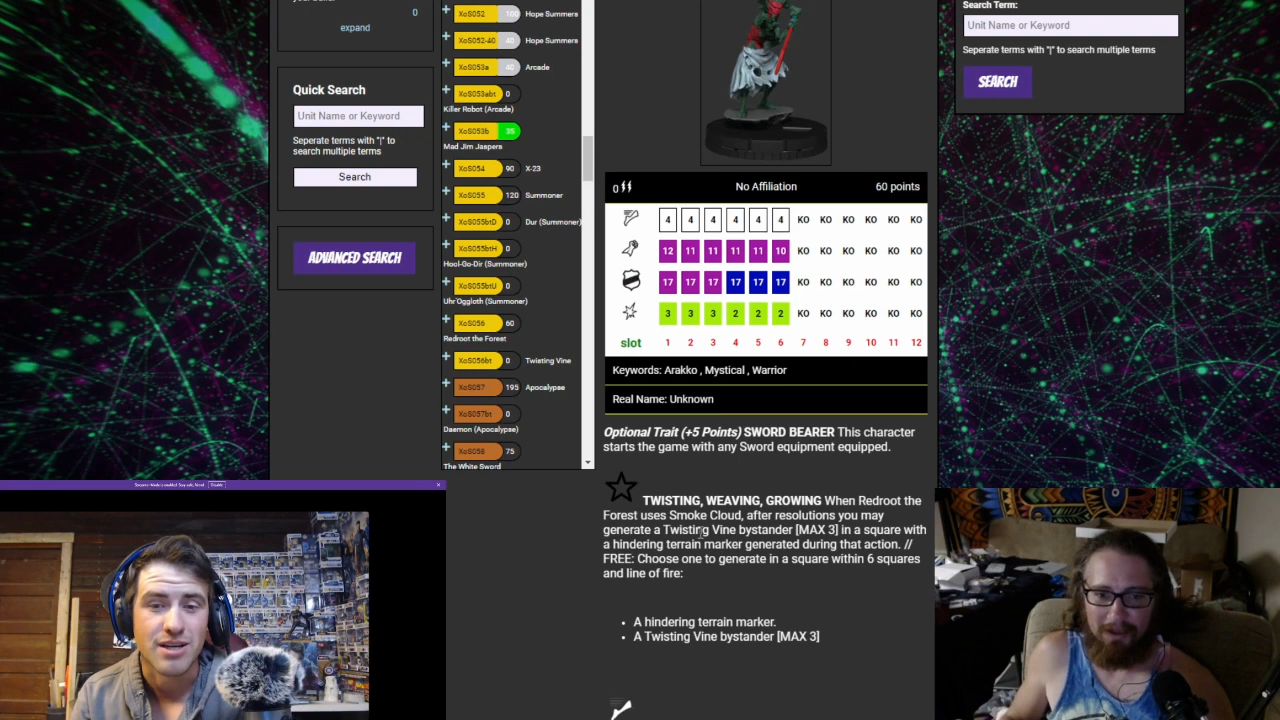 0
expand
Quick Search
Unit Name or Keyword
Seperate terms with "|" to
search multiple terms
Search
ADVANCED SEARCH
XoS052 100 Hope Summers
XoS052-40 40 Hope Summers
XoS053a 40 Arcade
XoS053abt 0
Killer Robot (Arcade)
XoS053b 35
Mad Jim Jaspers
XoS054 90 X-23
XoS055 120 Summoner
XoS055btD 0 Dur (Summoner)
XoS055btH 0
Hool-Go-Dir (Summoner)
XoS055btU 0
Uhr'Oggloth (Summoner)
XoS056 60
Redroot the Forest
XoS056bt 0 Twisting Vine
XoS057 195 Apocalypse
XoS057bt 0
Daemon (Apocalypse)
XoS058 75
The White Sword
0 No Affiliation 60 points
4 4 4 4 4 4 KO KO KO KO KO KO
12 11 11 11 11 10 KO KO KO KO KO KO
17 17 17 17 17 17 KO KO KO KO KO KO
3 3 3 2 2 2 KO KO KO KO KO KO
slot 1 2 3 4 5 6 7 8 9 10 11 12
Keywords: Arakko , Mystical , Warrior
Real Name: Unknown
Optional Trait (+5 Points) SWORD BEARER This character
starts the game with any Sword equipment equipped.
TWISTING, WEAVING, GROWING When Redroot the
Forest uses Smoke Cloud, after resolutions you may
generate a Twisting Vine bystander [MAX 3] in a square with
a hindering terrain marker generated during that action. //
FREE: Choose one to generate in a square within 6 squares
and line of fire:
• A hindering terrain marker.
• A Twisting Vine bystander [MAX 3]
Search Term:
Unit Name or Keyword
Seperate terms with "|" to search multiple terms
SEARCH